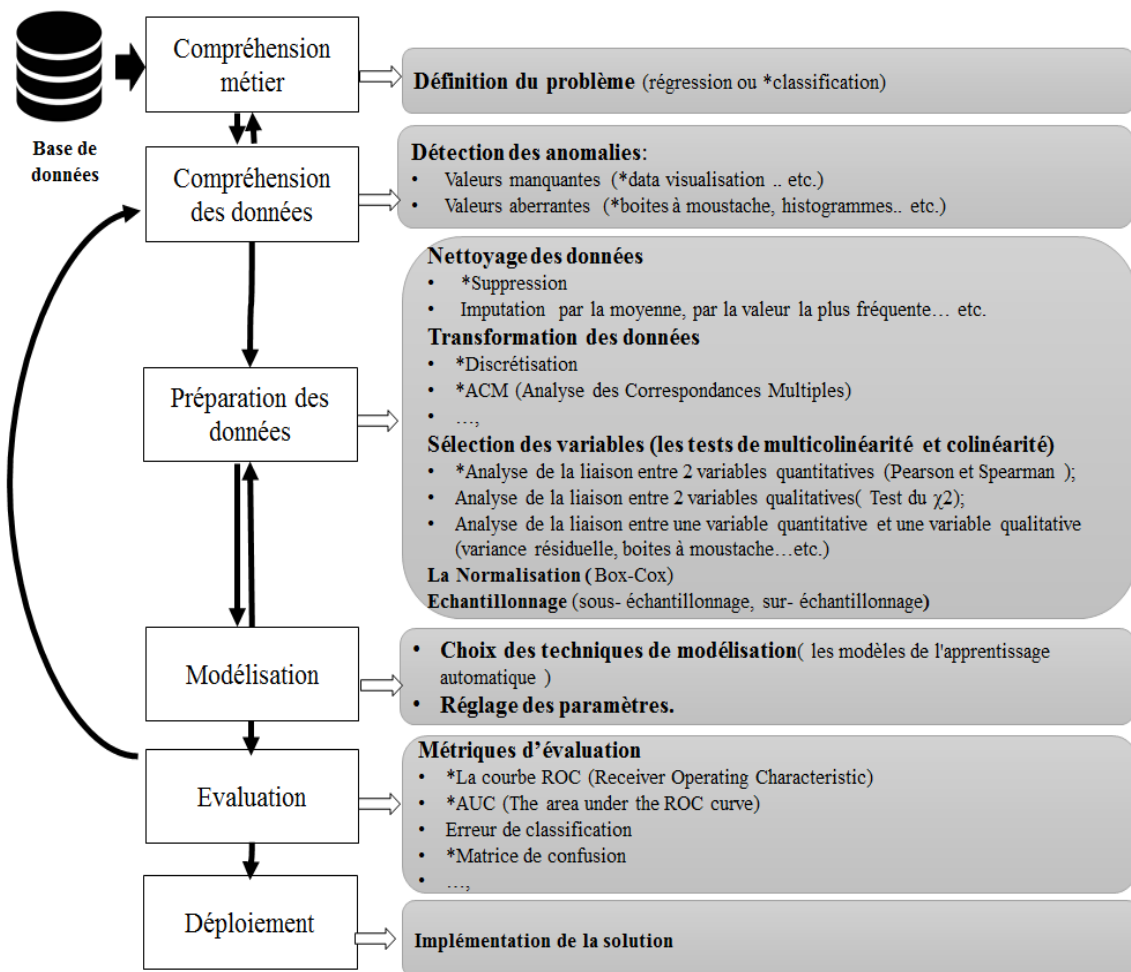 Base de
données
Compréhension
métier
Définition du problème (régression ou *classification)
Compréhension
des données
Détection des anomalies:
• Valeurs manquantes (*data visualisation .. etc.)
• Valeurs aberrantes (*boites à moustache, histogrammes.. etc.)
Préparation des
données
Nettoyage des données
• *Suppression
• Imputation par la moyenne, par la valeur la plus fréquente… etc.
Transformation des données
• *Discrétisation
• *ACM (Analyse des Correspondances Multiples)
• …,
Sélection des variables (les tests de multicolinéarité et colinéarité)
• *Analyse de la liaison entre 2 variables quantitatives (Pearson et Spearman );
• Analyse de la liaison entre 2 variables qualitatives( Test du χ2);
• Analyse de la liaison entre une variable quantitative et une variable qualitative
(variance résiduelle, boites à moustache…etc.)
La Normalisation (Box-Cox)
Echantillonnage (sous- échantillonnage, sur- échantillonnage)
Modélisation
• Choix des techniques de modélisation( les modèles de l'apprentissage
automatique )
• Réglage des paramètres.
Evaluation
Métriques d’évaluation
• *La courbe ROC (Receiver Operating Characteristic)
• *AUC (The area under the ROC curve)
• Erreur de classification
• *Matrice de confusion
• …,
Déploiement
Implémentation de la solution